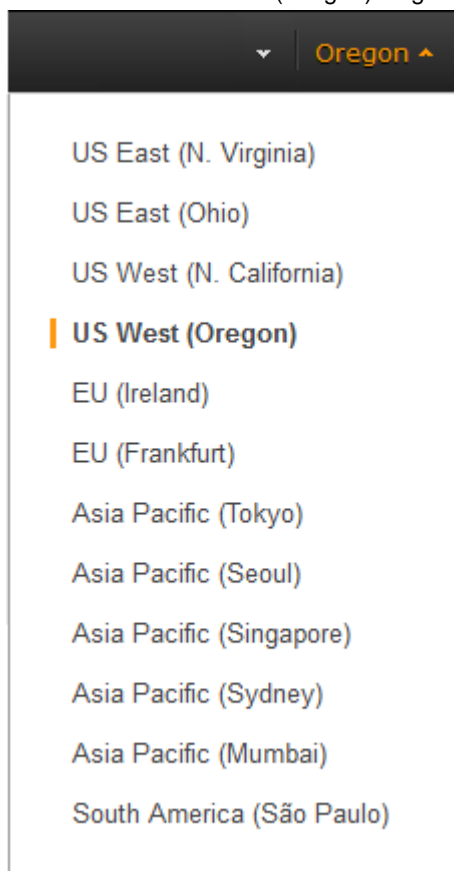 Oregon
US East (N. Virginia)
US East (Ohio)
US West (N. California)
US West (Oregon)
EU (Ireland)
EU (Frankfurt)
Asia Pacific (Tokyo)
Asia Pacific (Seoul)
Asia Pacific (Singapore)
Asia Pacific (Sydney)
Asia Pacific (Mumbai)
South America (São Paulo)